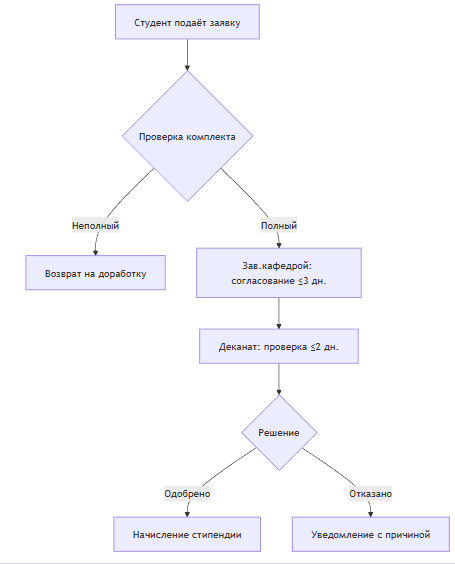 Студент подаёт заявку
Проверка комплекта
Неполный
Полный
Возврат на доработку
Зав.кафедрой:
согласование ≤3 дн.
Деканат: проверка ≤2 дн.
Решение
Одобрено
Отказано
Начисление стипендии
Уведомление с причиной